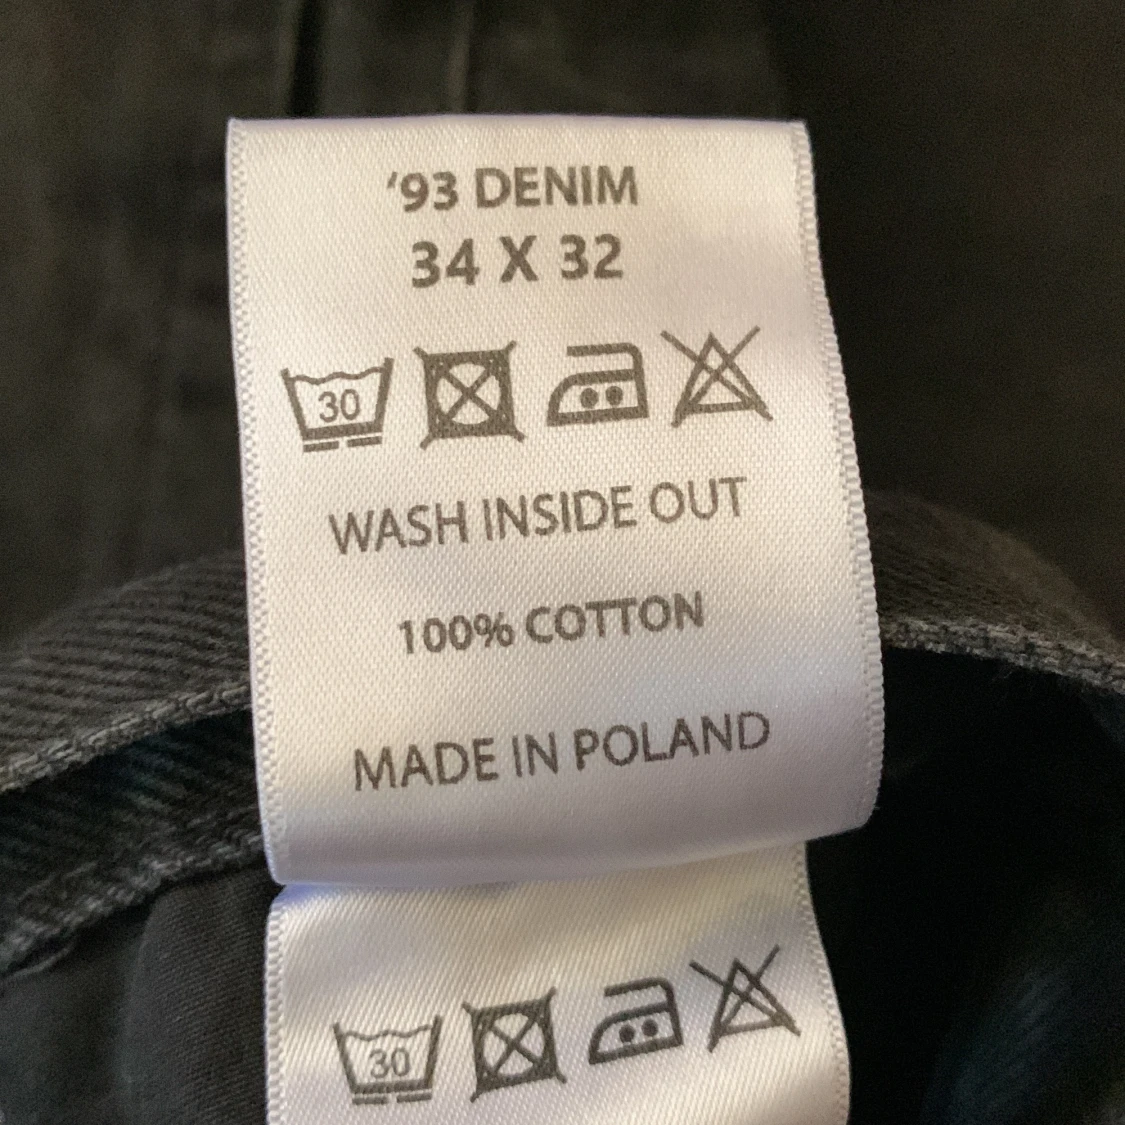 ‘93 DENIM
34 X 32
30
WASH INSIDE OUT
100% COTTON
MADE IN POLAND
30